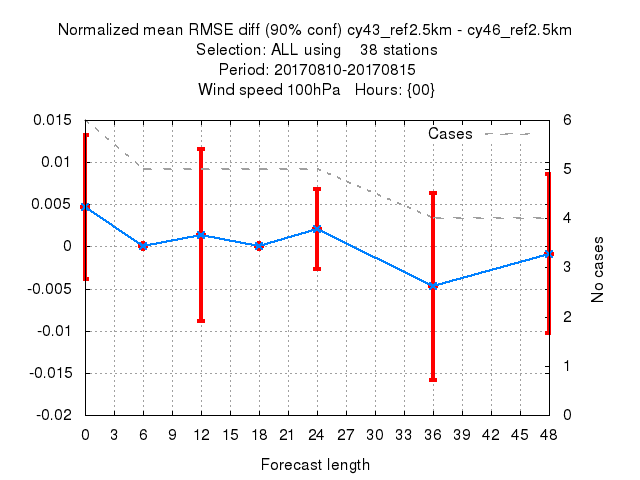 Normalized mean RMSE diff (90% conf) cy43_ref2.5km - cy46_ref2.5km
Selection: ALL using    38 stations
Period: 20170810-20170815
Wind speed 100hPa   Hours: {00}
Cases
0.015
0.01
0.005
0
-0.005
-0.01
-0.015
-0.02
6
5
4
3
2
1
0
No cases
0 3 6 9 12 15 18 21 24 27 30 33 36 39 42 45 48
Forecast length